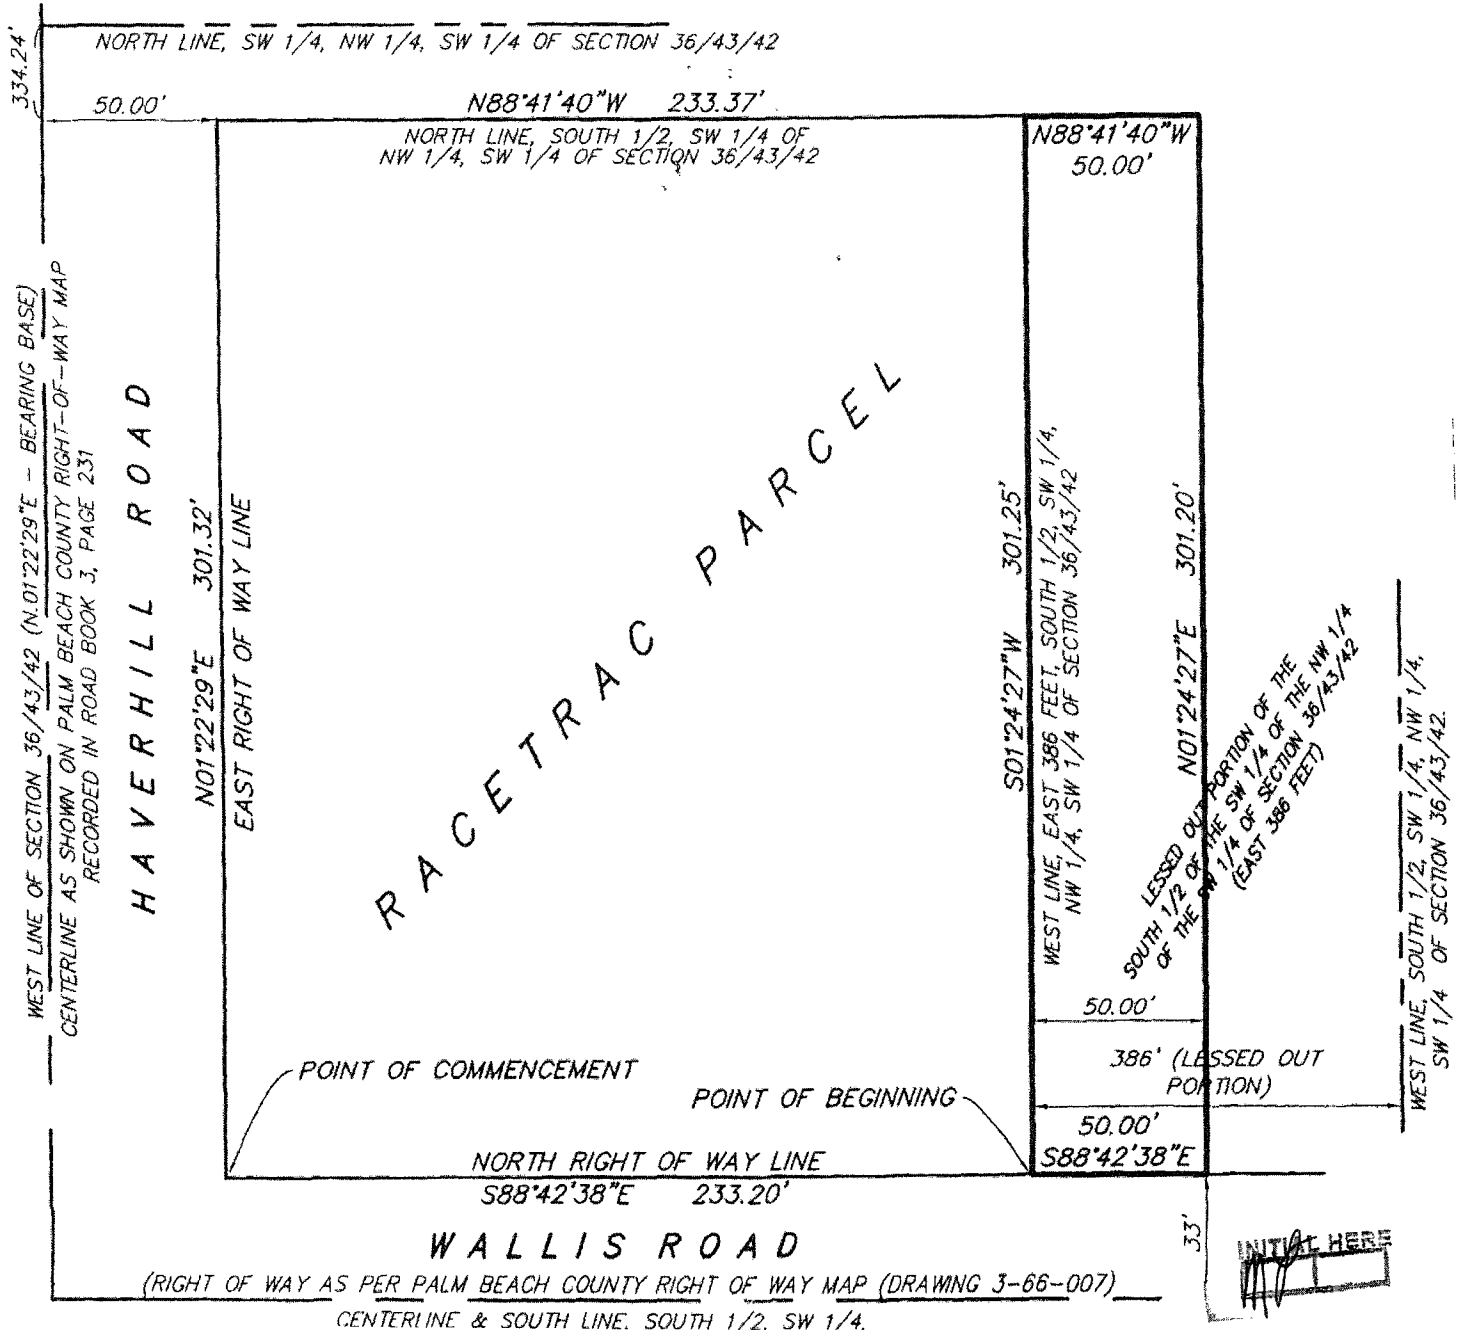 334.24'
NORTH LINE, SW 1/4, NW 1/4, SW 1/4 OF SECTION 36/43/42
50.00'
N88°41'40"W 233.37'
NORTH LINE, SOUTH 1/2, SW 1/4 OF
NW 1/4, SW 1/4 OF SECTION 36/43/42
N88°41'40"W
50.00'
WEST LINE OF SECTION 36/43/42 (N.01°22'29"E - BEARING BASE)
CENTERLINE AS SHOWN ON PALM BEACH COUNTY RIGHT-OF-WAY MAP
RECORDED IN ROAD BOOK 3, PAGE 231
HAVERHILL ROAD
N01°22'29"E 301.32'
EAST RIGHT OF WAY LINE
RACETRAC PARCEL
S01°24'27"W 301.25'
WEST LINE, EAST 386 FEET, SOUTH 1/2, SW 1/4,
NW 1/4, SW 1/4 OF SECTION 36/43/42
N01°24'27"E 301.20'
LESSED OUT PORTION OF THE
SOUTH 1/2 OF THE SW 1/4 OF THE NW 1/4
OF THE SW 1/4 OF SECTION 36/43/42
(EAST 386 FEET)
WEST LINE, SOUTH 1/2, SW 1/4, NW 1/4,
SW 1/4 OF SECTION 36/43/42.
50.00'
386' (LESSED OUT
PORTION)
POINT OF COMMENCEMENT
POINT OF BEGINNING
50.00'
S88°42'38"E
NORTH RIGHT OF WAY LINE
S88°42'38"E 233.20'
33'
WALLIS ROAD
(RIGHT OF WAY AS PER PALM BEACH COUNTY RIGHT OF WAY MAP (DRAWING 3-66-007)
CENTERLINE & SOUTH LINE, SOUTH 1/2, SW 1/4,
INITIAL HERE